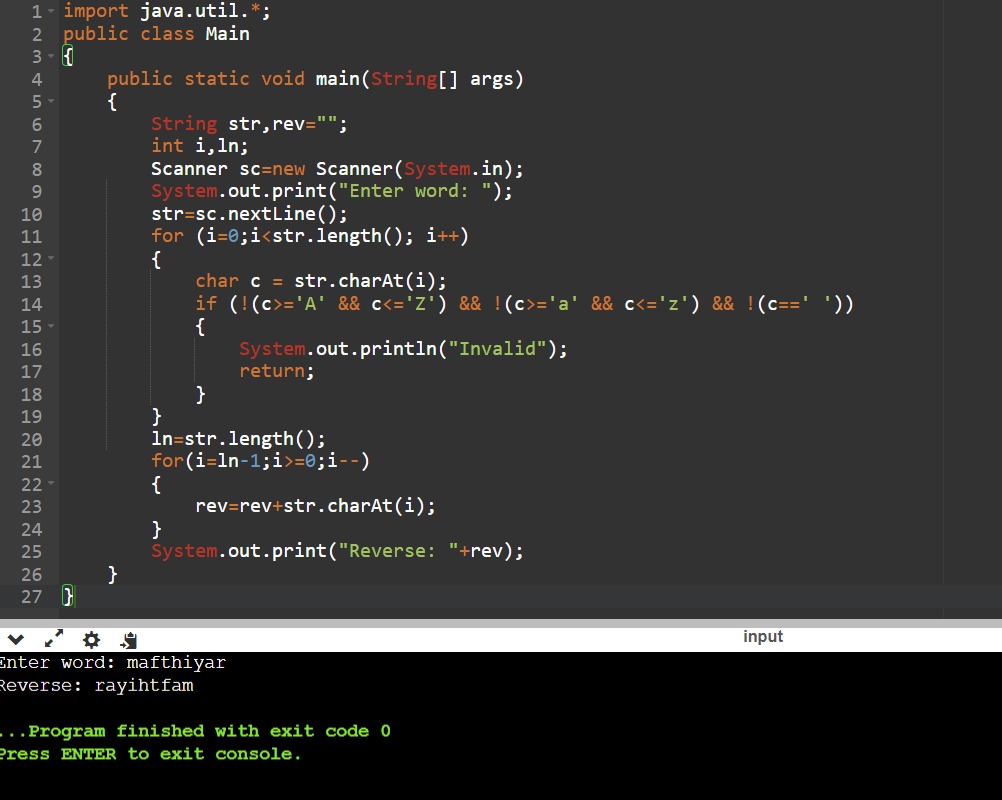 1 import java.util.*;
2 public class Main
3 {
4     public static void main(String[] args)
5     {
6         String str,rev="";
7         int i,ln;
8         Scanner sc=new Scanner(System.in);
9         System.out.print("Enter word: ");
10         str=sc.nextLine();
11         for (i=0;i<str.length(); i++)
12         {
13             char c = str.charAt(i);
14             if (!(c>='A' && c<='Z') && !(c>='a' && c<='z') && !(c==' '))
15             {
16                 System.out.println("Invalid");
17                 return;
18             }
19         }
20         ln=str.length();
21         for(i=ln-1;i>=0;i--)
22         {
23             rev=rev+str.charAt(i);
24         }
25         System.out.print("Reverse: "+rev);
26     }
27 }
input
Enter word: mafthiyar
Reverse: rayihtfam
...Program finished with exit code 0
Press ENTER to exit console.